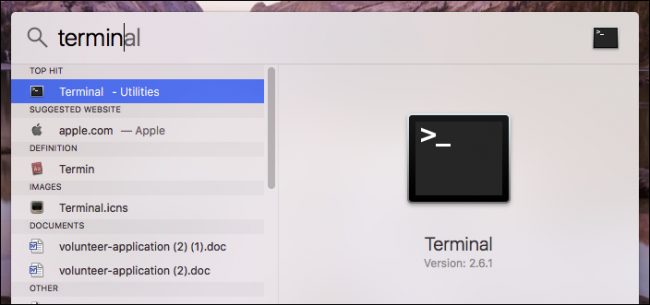 terminal
TOP HIT
Terminal - Utilities
SUGGESTED WEBSITE
apple.com — Apple
DEFINITION
Termin
IMAGES
Terminal.icns
DOCUMENTS
volunteer-application (2) (1).doc
volunteer-application (2).doc
OTHER
>_
Terminal
Version: 2.6.1